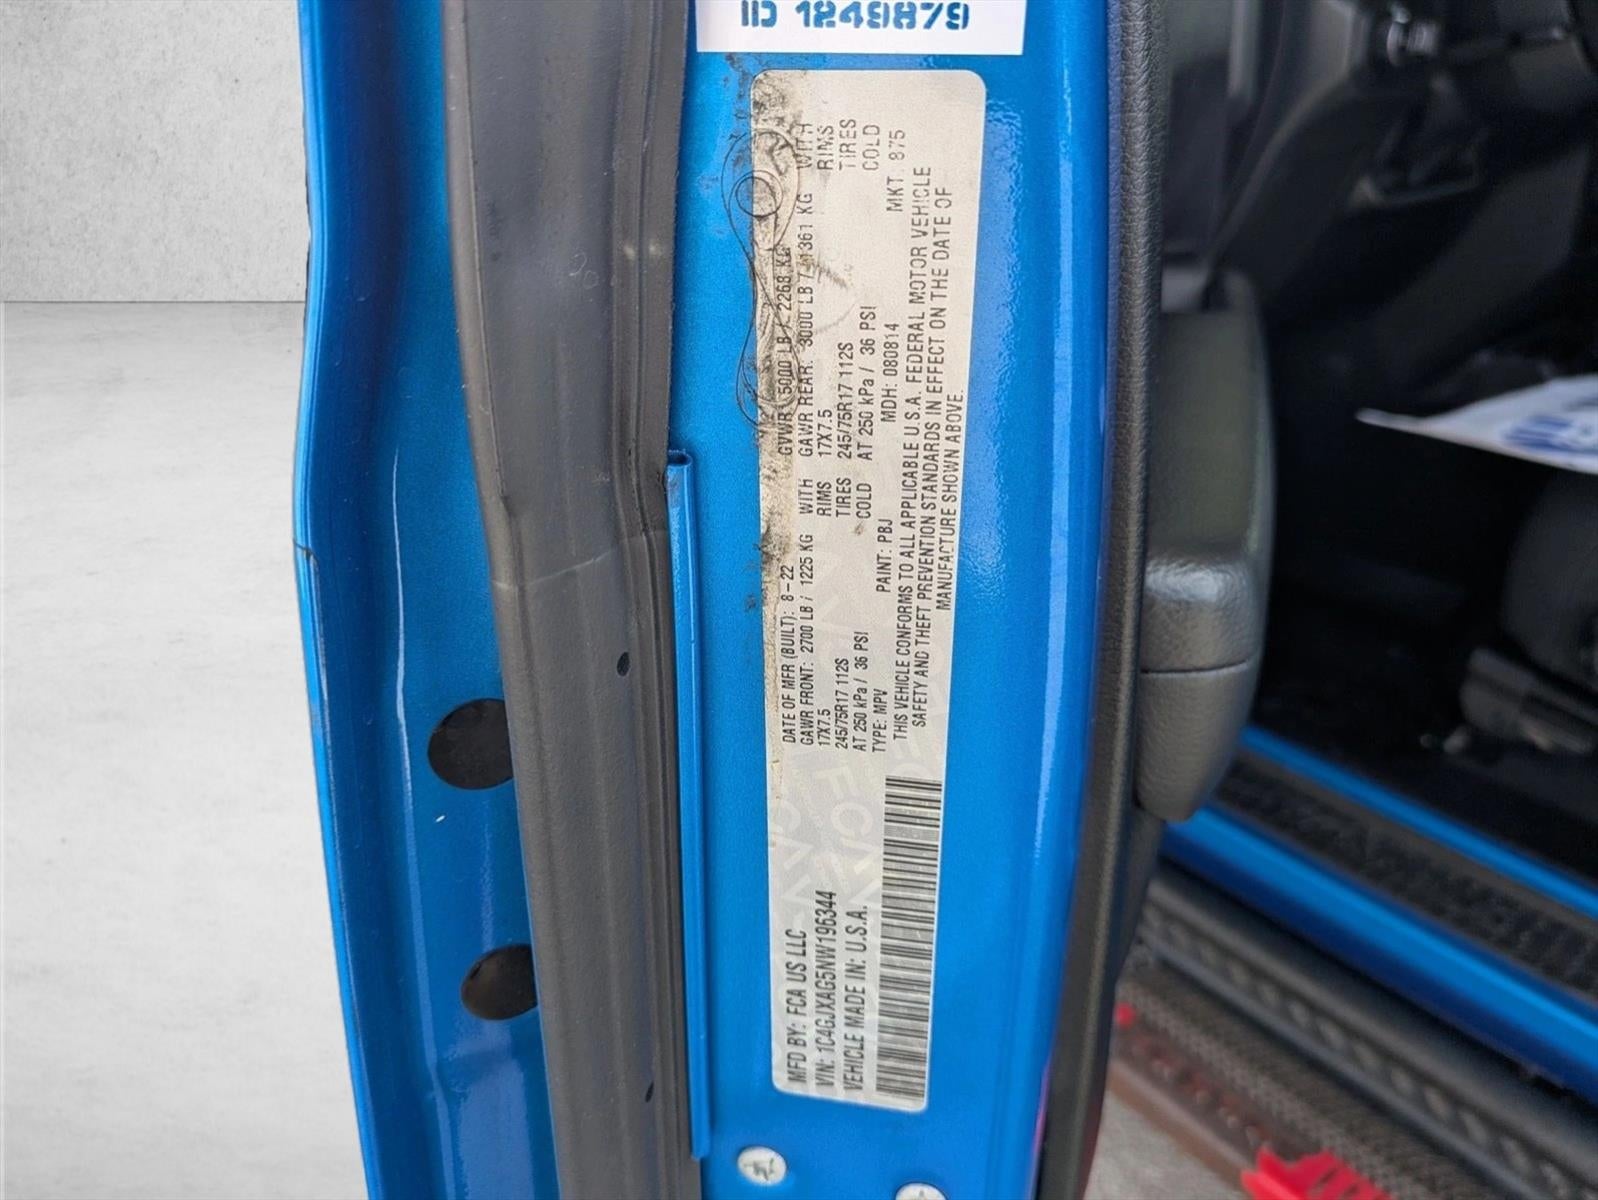 ID 1249879
MFD BY: FCA US LLC
VIN: 1C4GJXAG5NW196344
VEHICLE MADE IN: U.S.A.
DATE OF MFR (BUILT): 8-22 GVWR: 5000 LB / 2268 KG
GAWR FRONT: 2700 LB / 1225 KG WITH GAWR REAR: 3000 LB / 1361 KG WITH
17X7.5 RIMS 17X7.5 RIMS
245/75R17 112S TIRES 245/75R17 112S TIRES
AT 250 kPa / 36 PSI COLD AT 250 kPa / 36 PSI COLD
TYPE: MPV PAINT: PBJ MDH: 080814 MKT: 875
THIS VEHICLE CONFORMS TO ALL APPLICABLE U.S.A. FEDERAL MOTOR VEHICLE
SAFETY AND THEFT PREVENTION STANDARDS IN EFFECT ON THE DATE OF
MANUFACTURE SHOWN ABOVE.